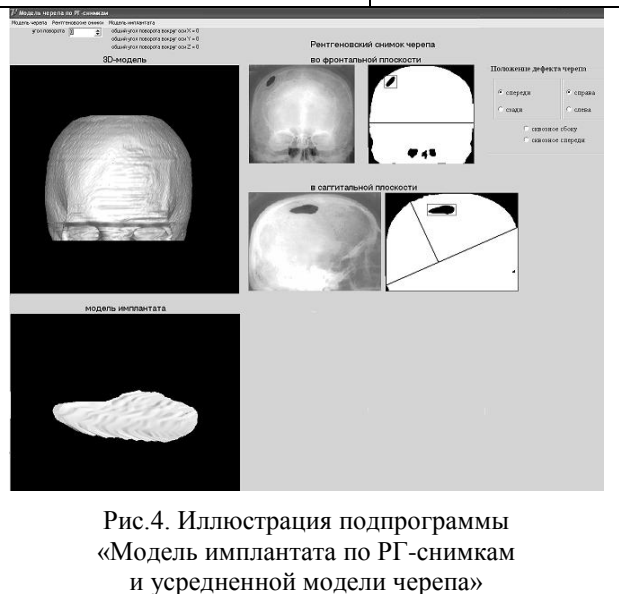 Модель черепа по РГ-снимкам
Модель черепа Рентгеновские снимки Модель имплантата
угол поворота
общий угол поворота вокруг оси X = 0
общий угол поворота вокруг оси Y = 0
общий угол поворота вокруг оси Z = 0
3D-модель
Рентгеновский снимок черепа
во фронтальной плоскости
Положение дефекта черепа
спереди
справа
сзади
слева
сквозное сбоку
сквозное спереди
в саггитальной плоскости
модель имплантата
Рис.4. Иллюстрация подпрограммы
«Модель имплантата по РГ-снимкам
и усредненной модели черепа»